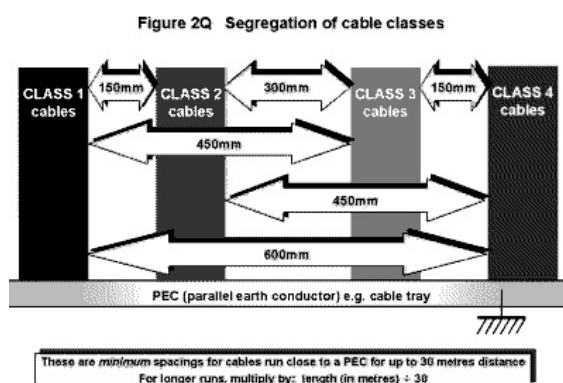 Figure 2Q Segregation of cable classes
150mm 300mm 150mm
CLASS 1 CLASS 2 CLASS 3 CLASS 4
cables cables cables cables
450mm
450mm
600mm
PEC (parallel earth conductor) e.g. cable tray
These are minimum spacings for cables run close to a PEC for up to 30 metres distance
For longer runs, multiply by: length (in metres) ÷ 30